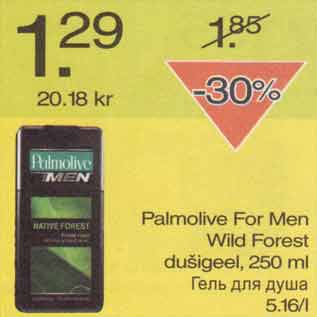 1.29
1.85
20.18 kr
-30%
Palmolive
MEN
NATIVE FOREST
Palmolive For Men
Wild Forest
dušigeel, 250 ml
Гель для душа
5.16/l